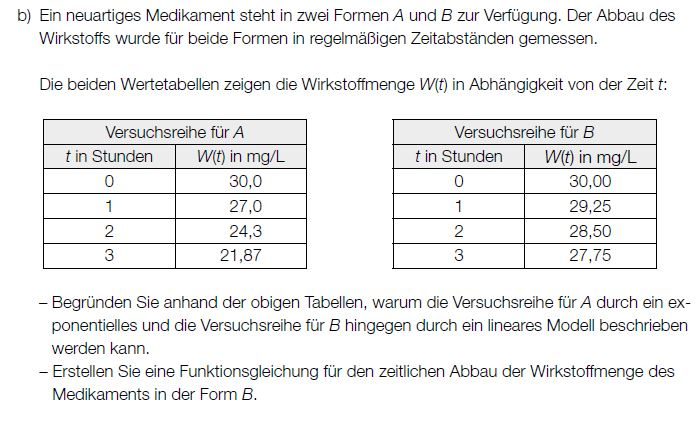 b) Ein neuartiges Medikament steht in zwei Formen A und B zur Verfügung. Der Abbau des
Wirkstoffs wurde für beide Formen in regelmäßigen Zeitabständen gemessen.
Die beiden Wertetabellen zeigen die Wirkstoffmenge W(t) in Abhängigkeit von der Zeit t:
Versuchsreihe für A
t in Stunden W(t) in mg/L
0 30,0
1 27,0
2 24,3
3 21,87
Versuchsreihe für B
t in Stunden W(t) in mg/L
0 30,00
1 29,25
2 28,50
3 27,75
– Begründen Sie anhand der obigen Tabellen, warum die Versuchsreihe für A durch ein ex-
ponentielles und die Versuchsreihe für B hingegen durch ein lineares Modell beschrieben
werden kann.
– Erstellen Sie eine Funktionsgleichung für den zeitlichen Abbau der Wirkstoffmenge des
Medikaments in der Form B.